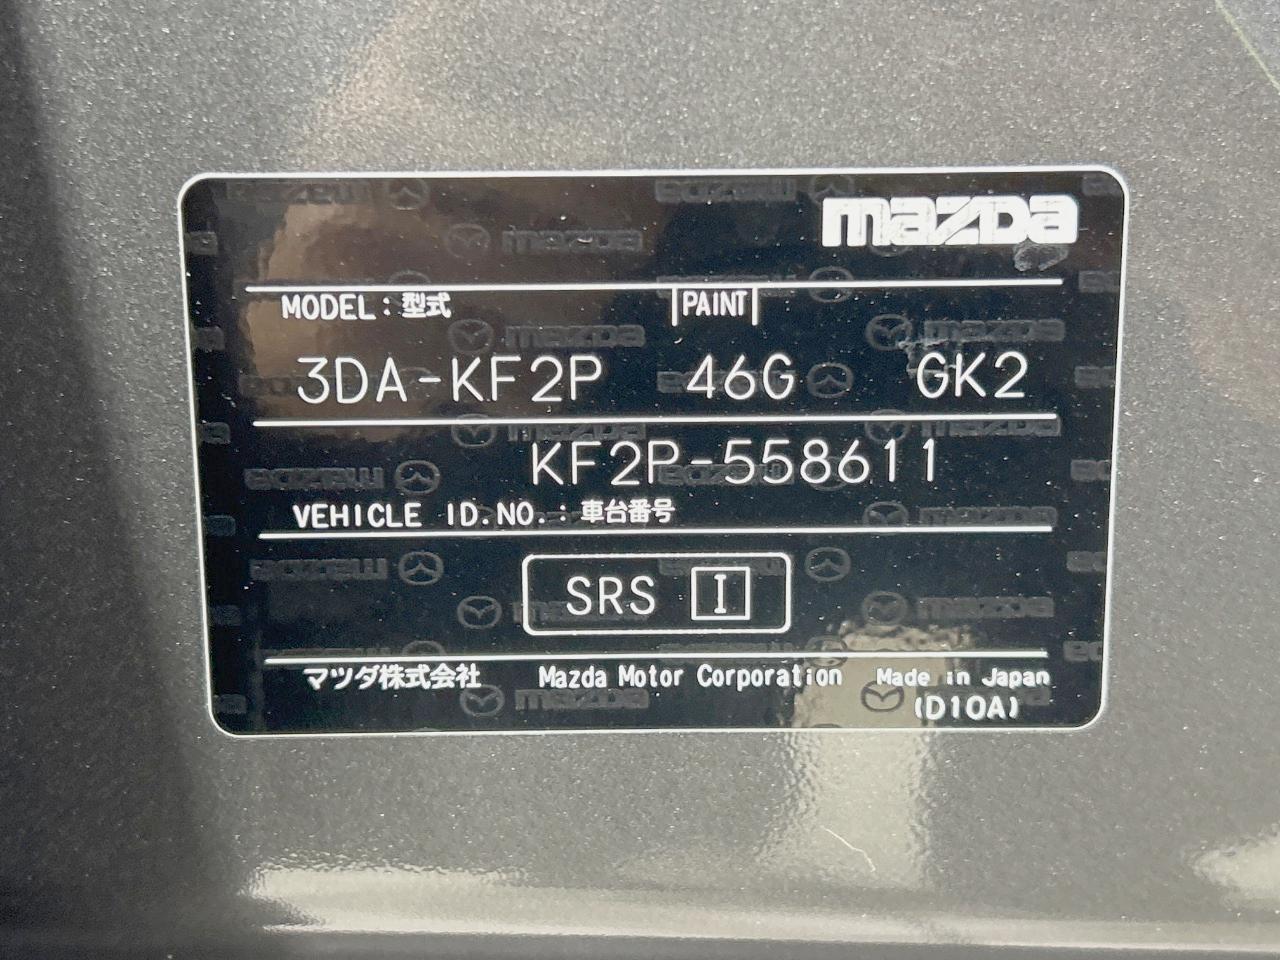 mazda
MODEL:型式 PAINT
3DA-KF2P 46G GK2
KF2P-558611
VEHICLE ID.NO.:車台番号
SRS I
マツダ株式会社 Mazda Motor Corporation Made in Japan
(D10A)